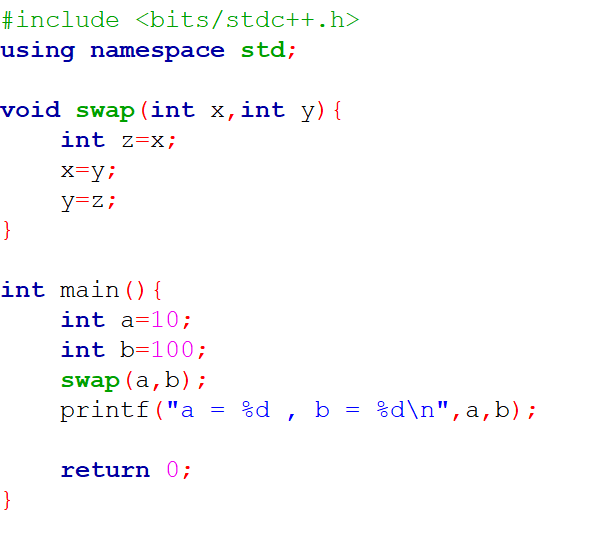 #include <bits/stdc++.h>
using namespace std;

void swap(int x,int y){
    int z=x;
    x=y;
    y=z;
}

int main(){
    int a=10;
    int b=100;
    swap(a,b);
    printf("a = %d , b = %d\n",a,b);

    return 0;
}